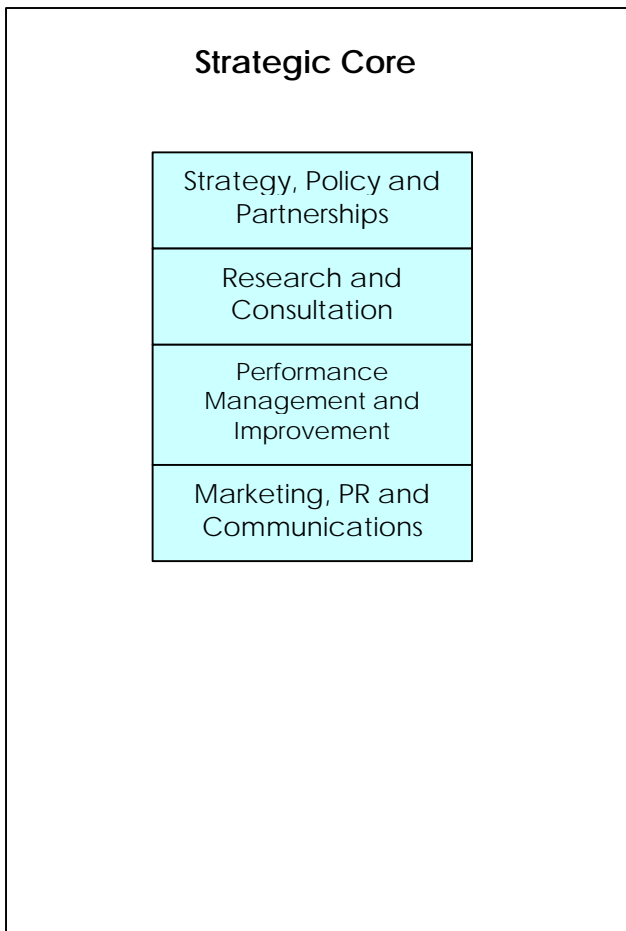 Strategic Core
Strategy, Policy and
Partnerships
Research and
Consultation
Performance
Management and
Improvement
Marketing, PR and
Communications